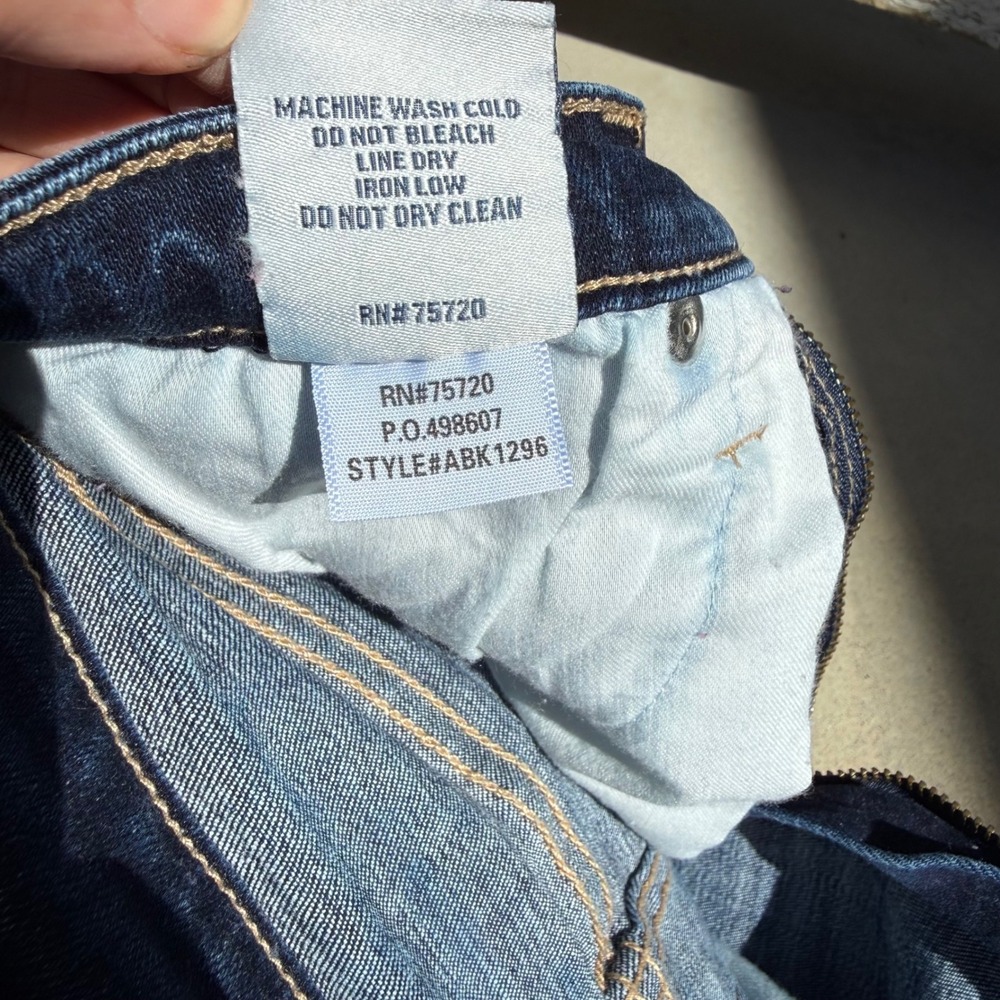 MACHINE WASH COLD
DO NOT BLEACH
LINE DRY
IRON LOW
DO NOT DRY CLEAN
RN#75720
RN#75720
P.O.498607
STYLE#ABK1296